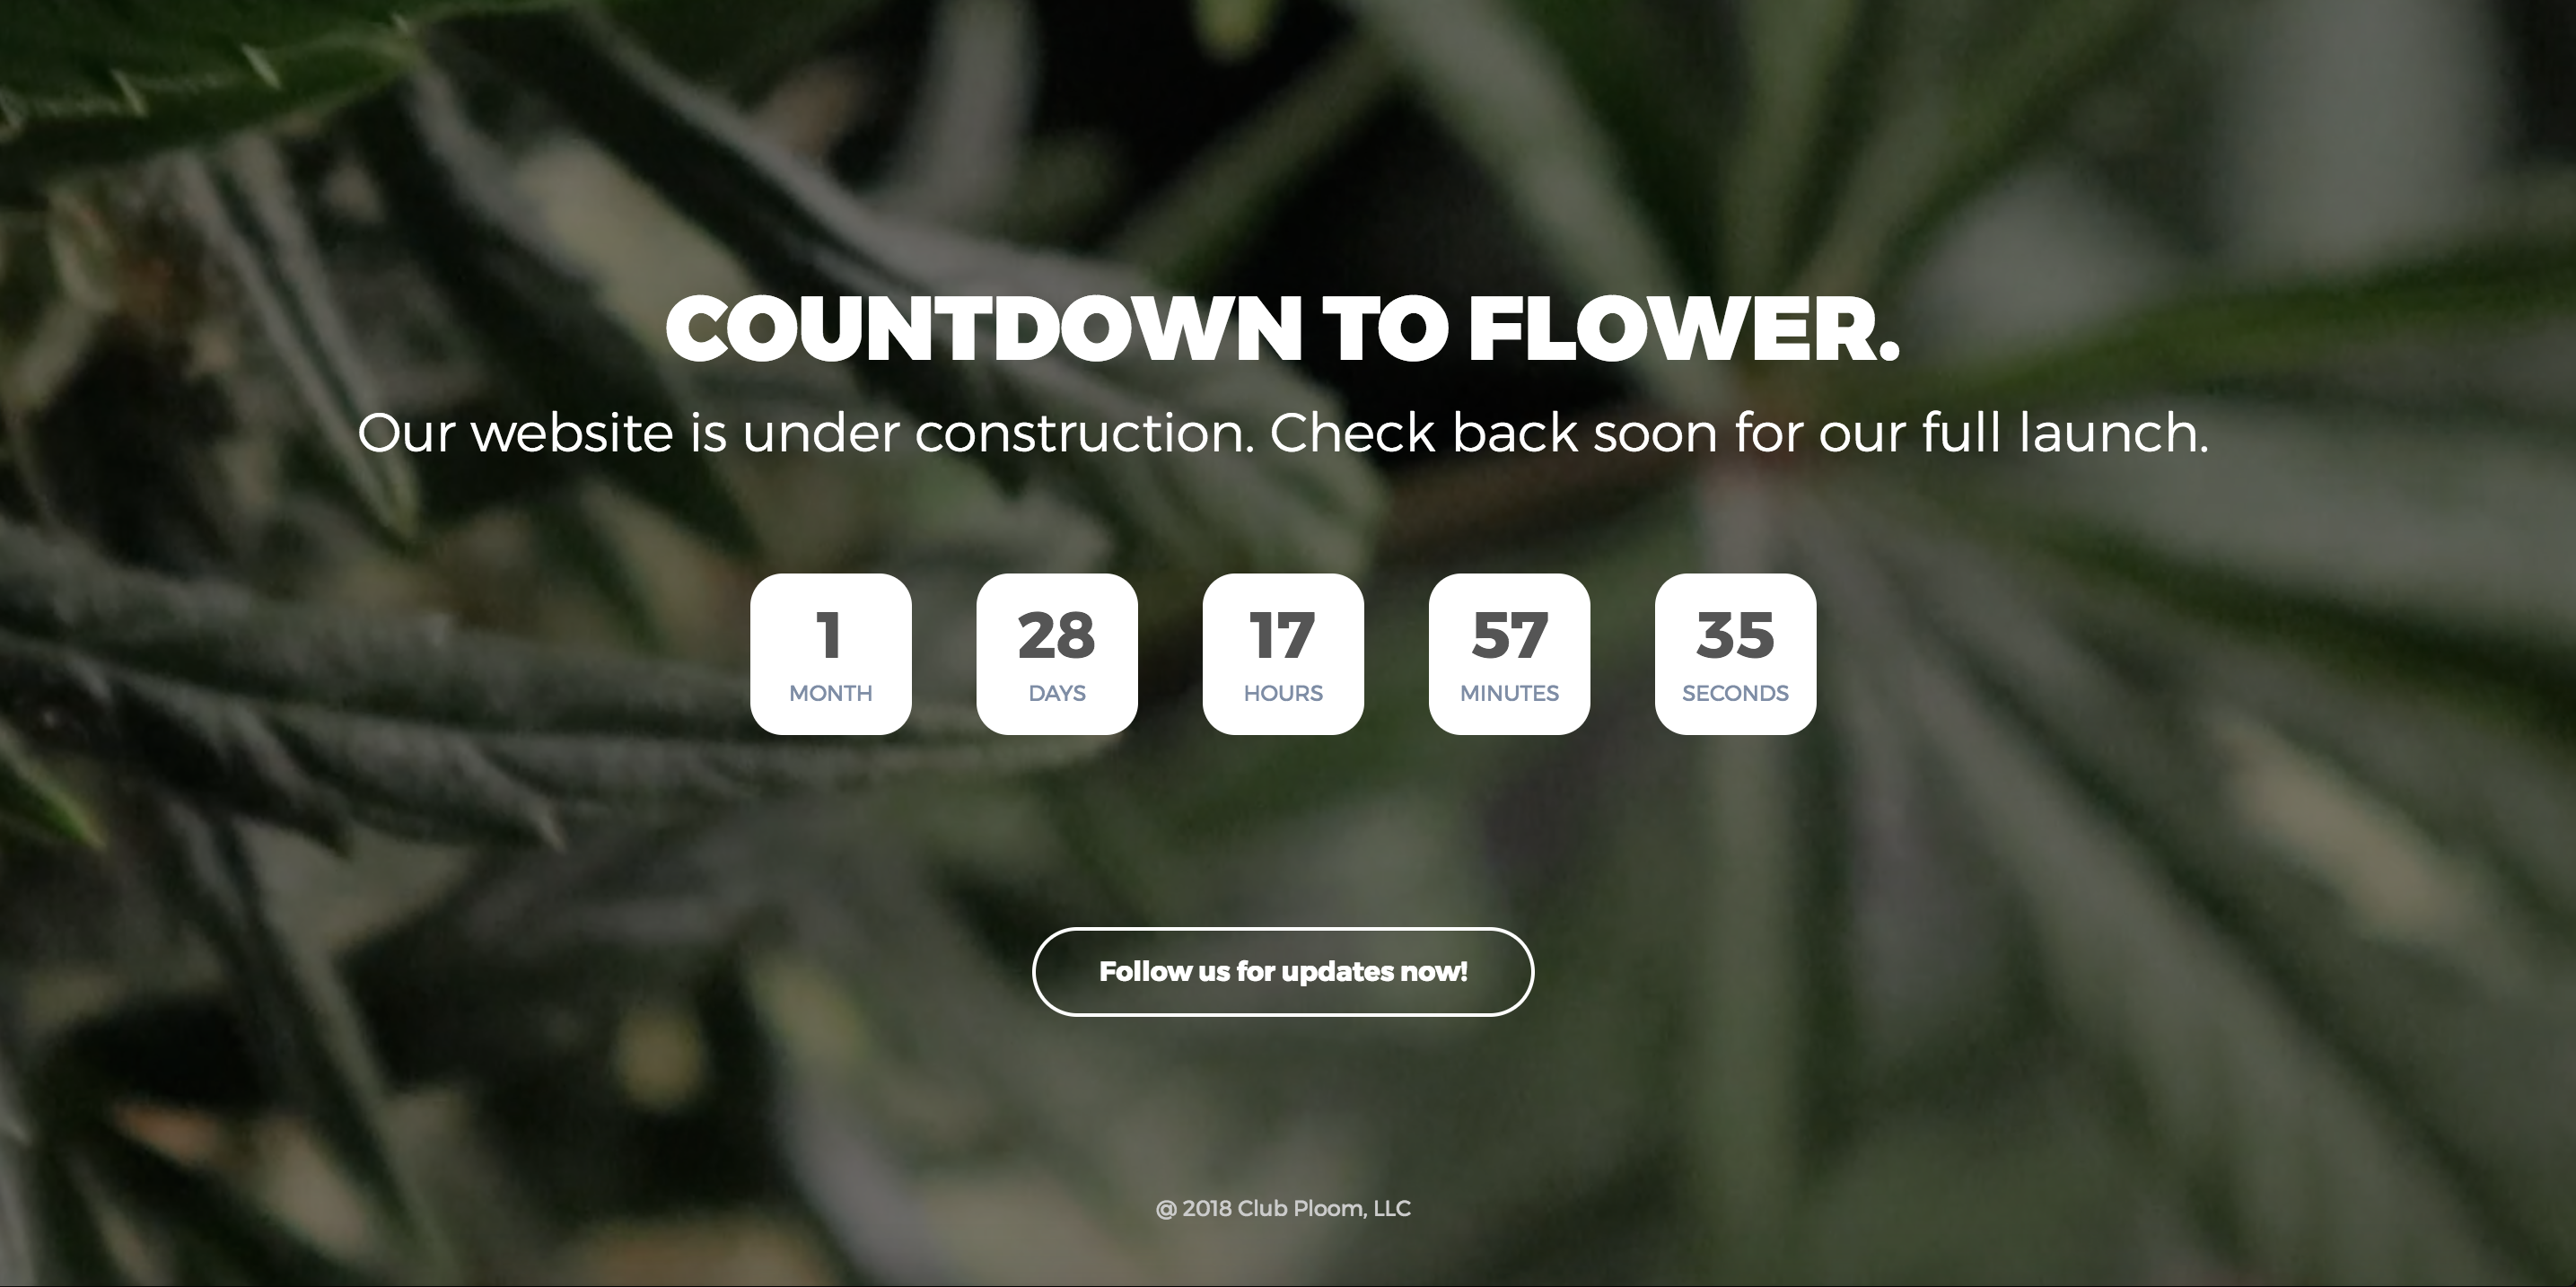 COUNTDOWN TO FLOWER.
Our website is under construction. Check back soon for our full launch.
1 28 17 57 35
MONTH DAYS HOURS MINUTES SECONDS
Follow us for updates now!
@ 2018 Club Ploom, LLC